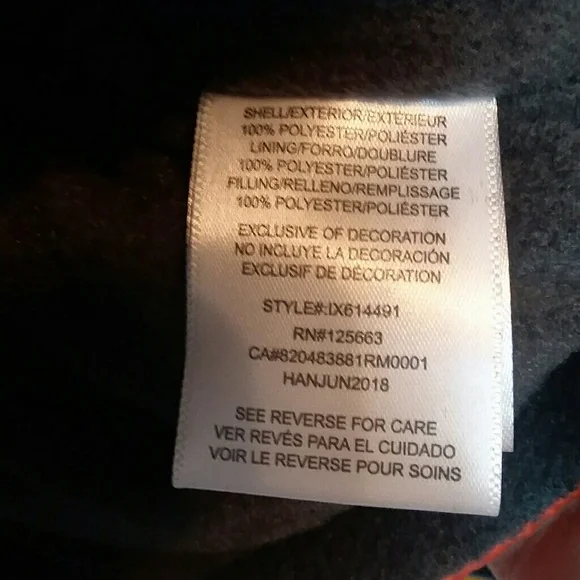 SHELL/EXTERIOR/EXTÉRIEUR
100% POLYESTER/POLIÉSTER
LINING/FORRO/DOUBLURE
100% POLYESTER/POLIÉSTER
FILLING/RELLENO/REMPLISSAGE
100% POLYESTER/POLIÉSTER
EXCLUSIVE OF DECORATION
NO INCLUYE LA DECORACIÓN
EXCLUSIF DE DÉCORATION
STYLE#:IX614491
RN#125663
CA#820483881RM0001
HANJUN2018
SEE REVERSE FOR CARE
VER REVÉS PARA EL CUIDADO
VOIR LE REVERSE POUR SOINS